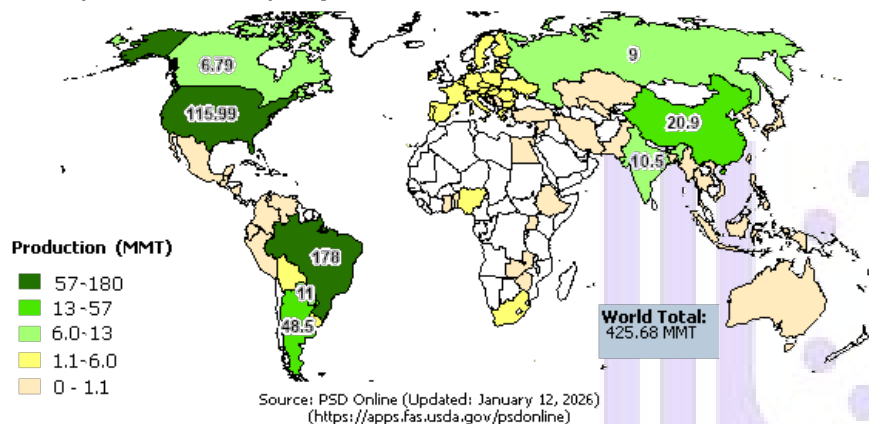 6.79
9
115.99
20.9
10.5
178
11
48.5
Production (MMT)
57-180
13-57
6.0-13
1.1-6.0
0 - 1.1
World Total:
425.68 MMT
Source: PSD Online (Updated: January 12, 2026)
(https://apps.fas.usda.gov/psdonline)